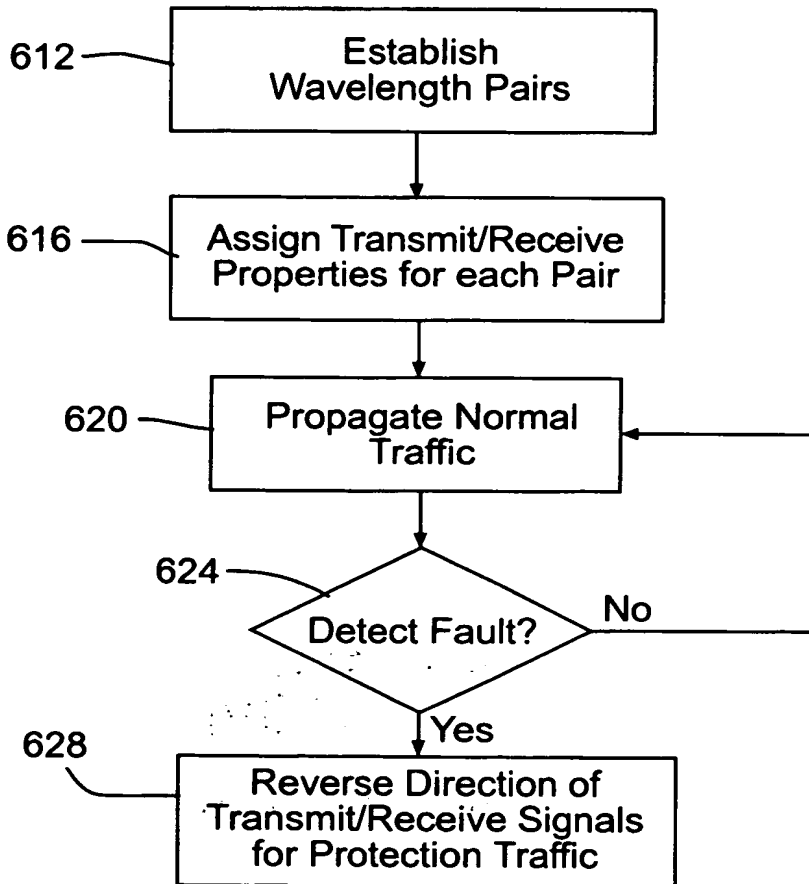 612
Establish
Wavelength Pairs
616
Assign Transmit/Receive
Properties for each Pair
620
Propagate Normal
Traffic
624
Detect Fault?
No
Yes
628
Reverse Direction of
Transmit/Receive Signals
for Protection Traffic